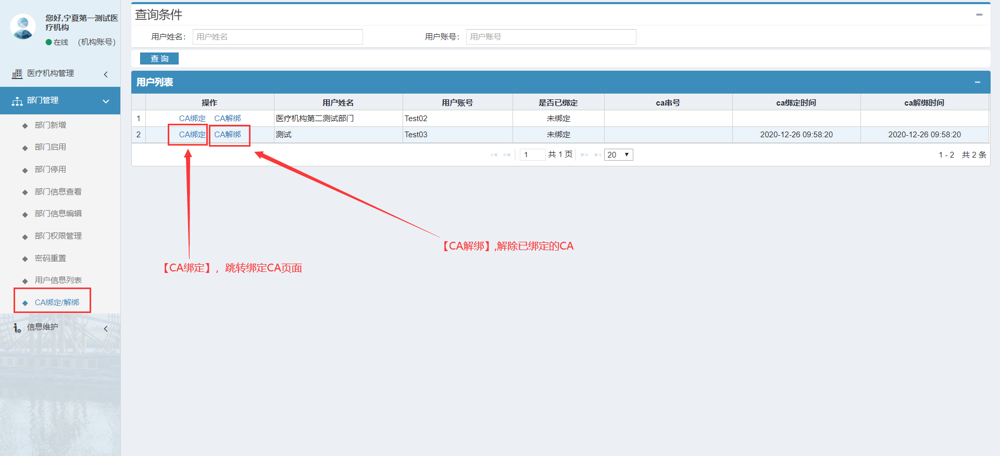 您好,宁夏第一测试医
疗机构
在线 (机构账号)
医疗机构管理
部门管理
部门新增
部门启用
部门停用
部门信息查看
部门信息编辑
部门权限管理
密码重置
用户信息列表
CA绑定/解绑
信息维护
查询条件
用户姓名: 用户姓名 用户账号: 用户账号
查 询
用户列表
操作 用户姓名 用户账号 是否已绑定 ca串号 ca绑定时间 ca解绑时间
1 CA绑定 CA解绑 医疗机构第二测试部门 Test02 未绑定
2 CA绑定 CA解绑 测试 Test03 未绑定 2020-12-26 09:58:20 2020-12-26 09:58:20
1 共 1 页 20 1 - 2 共 2 条
【CA解绑】,解除已绑定的CA
【CA绑定】，跳转绑定CA页面